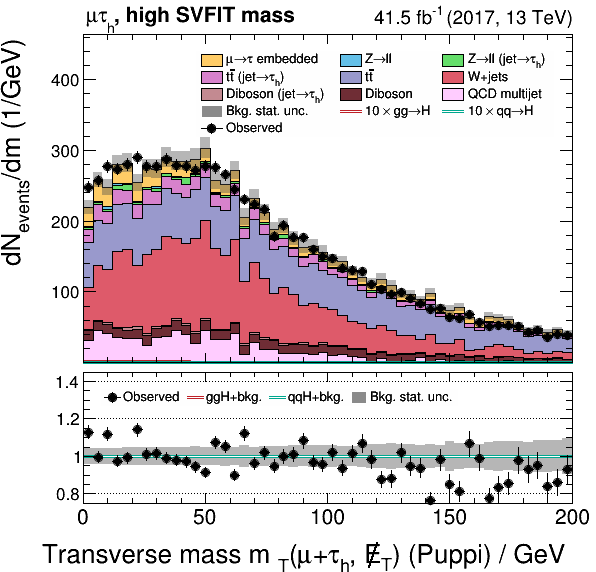 μτh, high SVFIT mass 41.5 fb⁻¹ (2017, 13 TeV)
μ→τ embedded Z→ll Z→ll (jet→τh)
tt̄ (jet→τh) tt̄ W+jets
Diboson (jet→τh) Diboson QCD multijet
Bkg. stat. unc. 10 × gg→H 10 × qq→H
Observed
dNevents/dm (1/GeV)
400
300
200
100
Observed ggH+bkg. qqH+bkg. Bkg. stat. unc.
1.4
1.2
1
0.8
0 50 100 150 200
Transverse mass m T(μ+τh, E̸T) (Puppi) / GeV